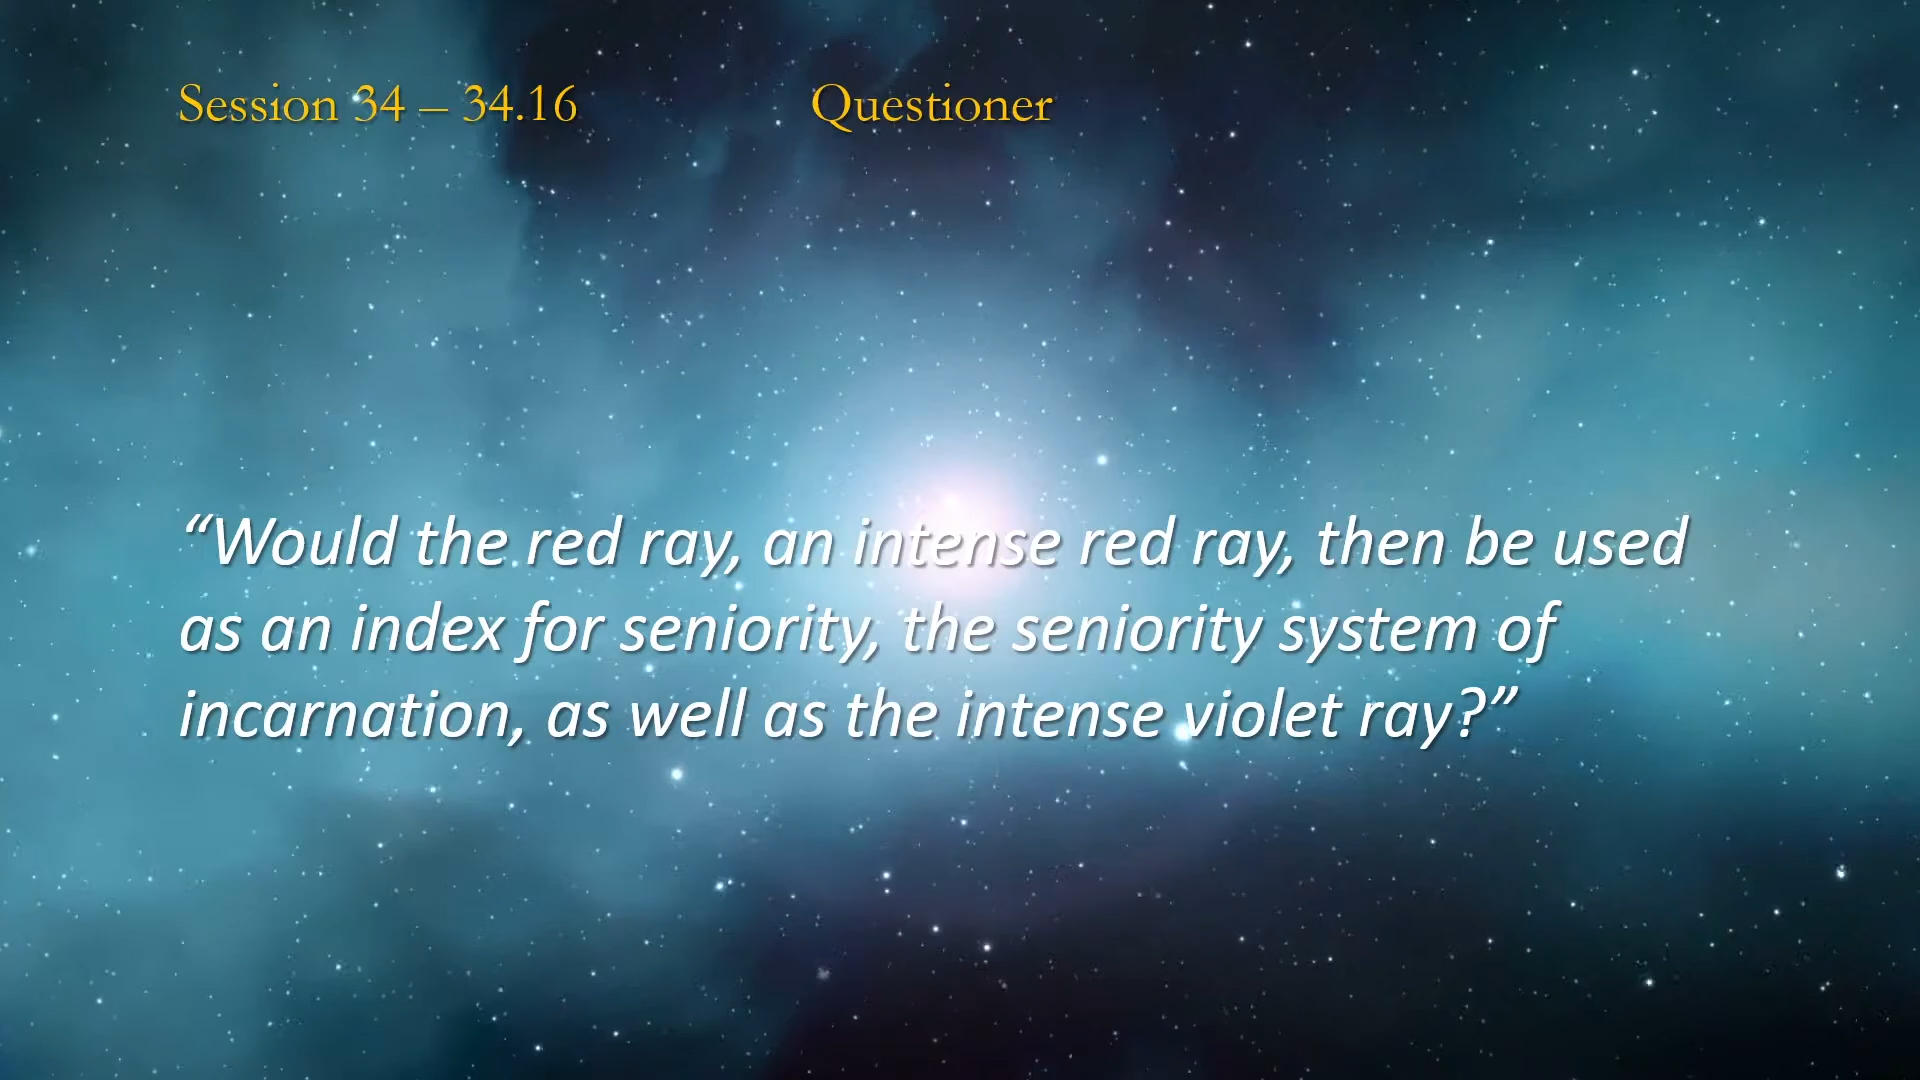 Session 34 – 34.16 Questioner
“Would the red ray, an intense red ray, then be used
as an index for seniority, the seniority system of
incarnation, as well as the intense violet ray?”